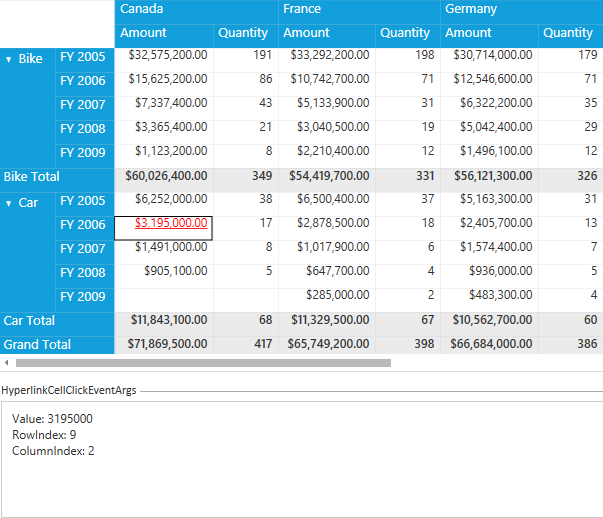 Canada France Germany
Amount Quantity Amount Quantity Amount Quantity
Bike FY 2005 $32,575,200.00 191 $33,292,200.00 198 $30,714,000.00 179
FY 2006 $15,625,200.00 86 $10,742,700.00 71 $12,546,600.00 71
FY 2007 $7,337,400.00 43 $5,133,900.00 31 $6,322,200.00 35
FY 2008 $3,365,400.00 21 $3,040,500.00 19 $5,042,400.00 29
FY 2009 $1,123,200.00 8 $2,210,400.00 12 $1,496,100.00 12
Bike Total $60,026,400.00 349 $54,419,700.00 331 $56,121,300.00 326
Car FY 2005 $6,252,000.00 38 $6,500,400.00 37 $5,163,300.00 31
FY 2006 $3,195,000.00 17 $2,878,500.00 18 $2,405,700.00 13
FY 2007 $1,491,000.00 8 $1,017,900.00 6 $1,574,400.00 7
FY 2008 $905,100.00 5 $647,700.00 4 $936,000.00 5
FY 2009 $285,000.00 2 $483,300.00 4
Car Total $11,843,100.00 68 $11,329,500.00 67 $10,562,700.00 60
Grand Total $71,869,500.00 417 $65,749,200.00 398 $66,684,000.00 386
HyperlinkCellClickEventArgs
Value: 3195000
RowIndex: 9
ColumnIndex: 2